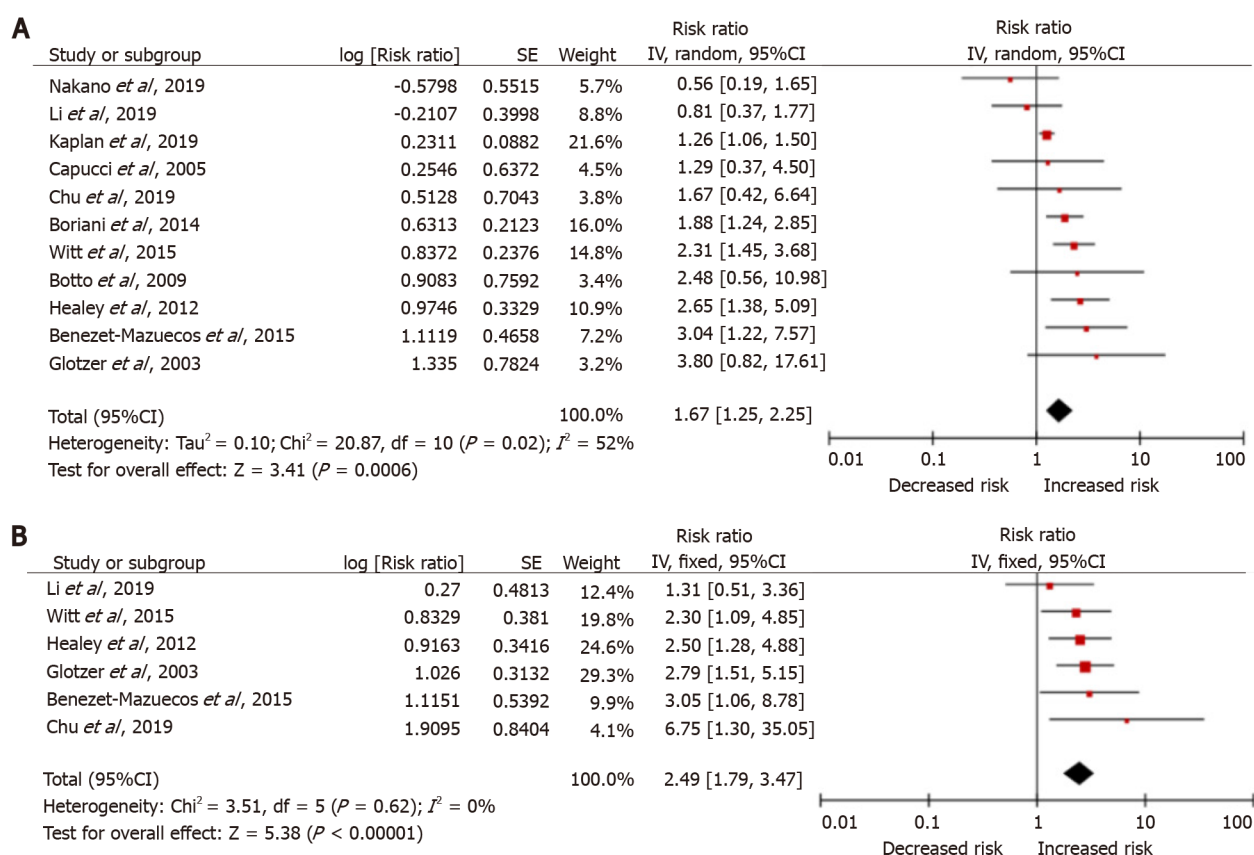 A
Risk ratio Risk ratio
Study or subgroup log [Risk ratio] SE Weight IV, random, 95%CI IV, random, 95%CI
Nakano et al, 2019 -0.5798 0.5515 5.7% 0.56 [0.19, 1.65]
Li et al, 2019 -0.2107 0.3998 8.8% 0.81 [0.37, 1.77]
Kaplan et al, 2019 0.2311 0.0882 21.6% 1.26 [1.06, 1.50]
Capucci et al, 2005 0.2546 0.6372 4.5% 1.29 [0.37, 4.50]
Chu et al, 2019 0.5128 0.7043 3.8% 1.67 [0.42, 6.64]
Boriani et al, 2014 0.6313 0.2123 16.0% 1.88 [1.24, 2.85]
Witt et al, 2015 0.8372 0.2376 14.8% 2.31 [1.45, 3.68]
Botto et al, 2009 0.9083 0.7592 3.4% 2.48 [0.56, 10.98]
Healey et al, 2012 0.9746 0.3329 10.9% 2.65 [1.38, 5.09]
Benezet-Mazuecos et al, 2015 1.1119 0.4658 7.2% 3.04 [1.22, 7.57]
Glotzer et al, 2003 1.335 0.7824 3.2% 3.80 [0.82, 17.61]
Total (95%CI) 100.0% 1.67 [1.25, 2.25]
Heterogeneity: Tau² = 0.10; Chi² = 20.87, df = 10 (P = 0.02); I² = 52%
Test for overall effect: Z = 3.41 (P = 0.0006)
0.01 0.1 1 10 100
Decreased risk Increased risk
B
Risk ratio Risk ratio
Study or subgroup log [Risk ratio] SE Weight IV, fixed, 95%CI IV, fixed, 95%CI
Li et al, 2019 0.27 0.4813 12.4% 1.31 [0.51, 3.36]
Witt et al, 2015 0.8329 0.381 19.8% 2.30 [1.09, 4.85]
Healey et al, 2012 0.9163 0.3416 24.6% 2.50 [1.28, 4.88]
Glotzer et al, 2003 1.026 0.3132 29.3% 2.79 [1.51, 5.15]
Benezet-Mazuecos et al, 2015 1.1151 0.5392 9.9% 3.05 [1.06, 8.78]
Chu et al, 2019 1.9095 0.8404 4.1% 6.75 [1.30, 35.05]
Total (95%CI) 100.0% 2.49 [1.79, 3.47]
Heterogeneity: Chi² = 3.51, df = 5 (P = 0.62); I² = 0%
Test for overall effect: Z = 5.38 (P < 0.00001)
0.01 0.1 1 10 100
Decreased risk Increased risk